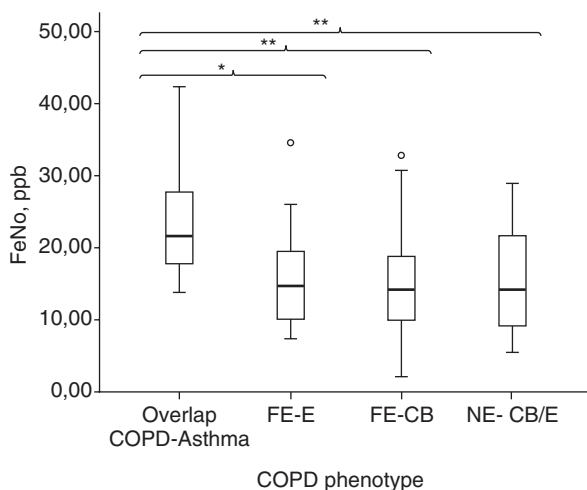 **
**
*
50,00
40,00
30,00
20,00
10,00
0,00
FeNo, ppb
Overlap
COPD-Asthma
FE-E
FE-CB
NE- CB/E
COPD phenotype